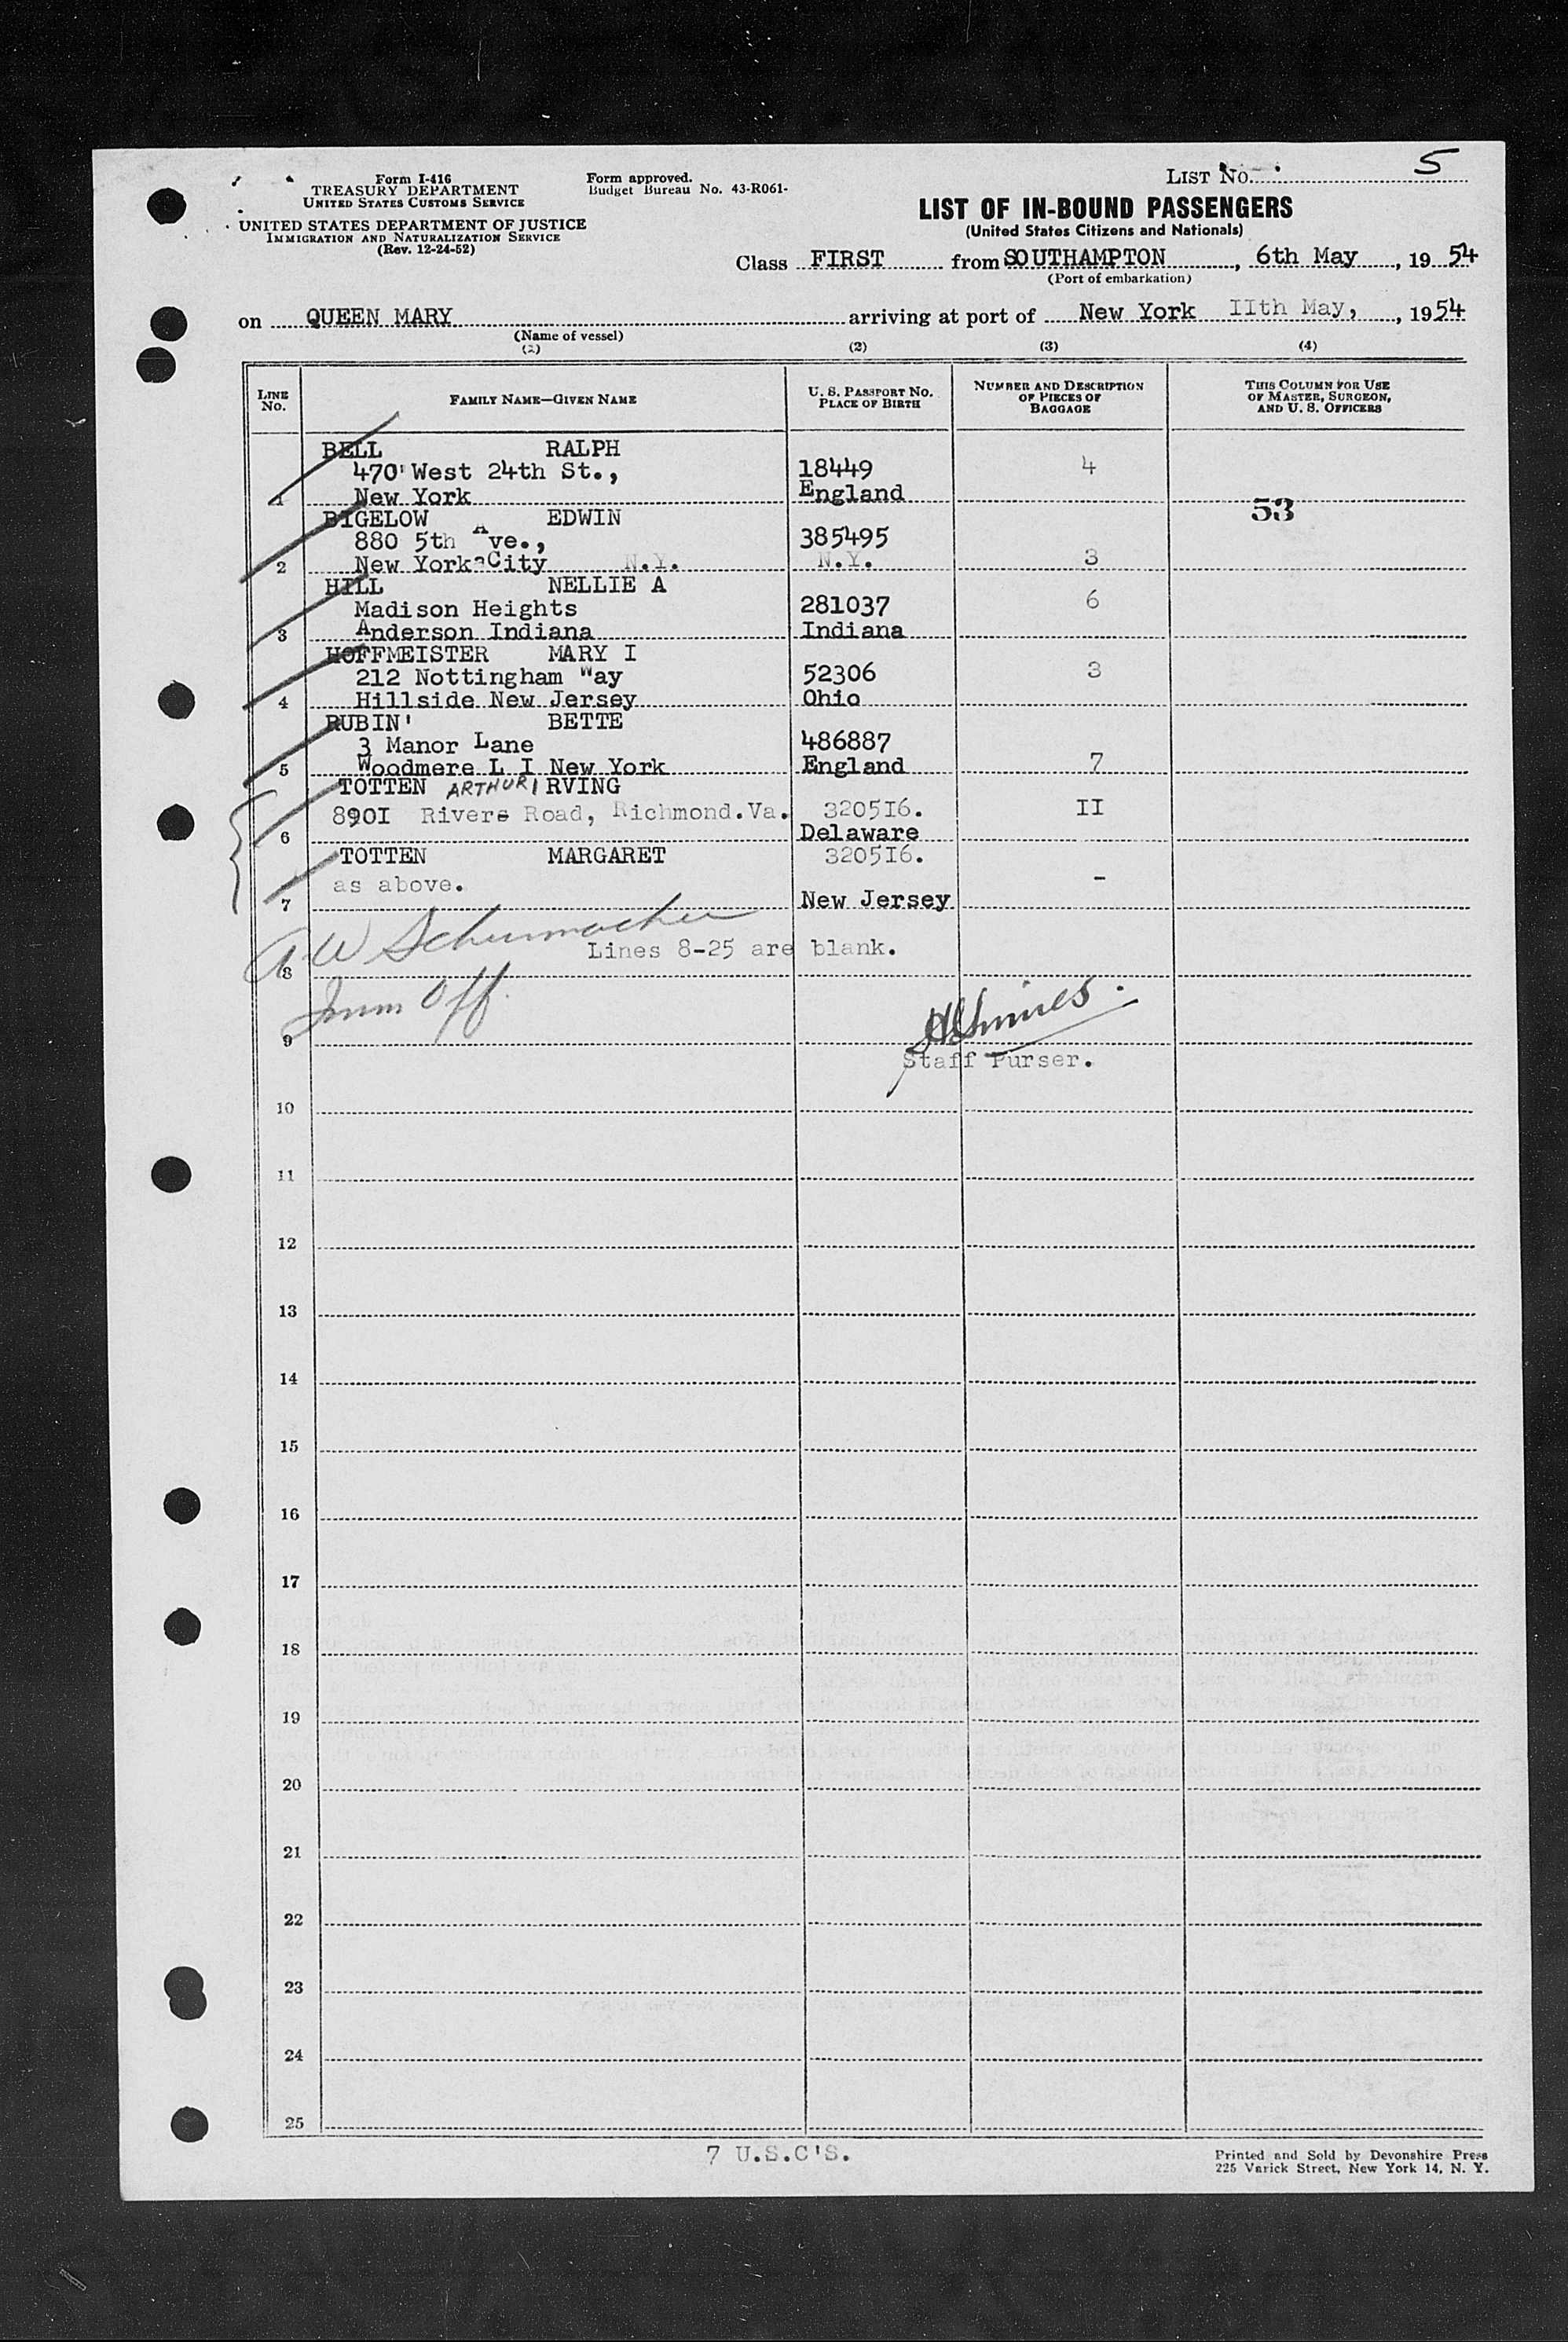 Form I-416
TREASURY DEPARTMENT
UNITED STATES CUSTOMS SERVICE
UNITED STATES DEPARTMENT OF JUSTICE
IMMIGRATION AND NATURALIZATION SERVICE
(Rev. 12-24-52)
Form approved.
Budget Bureau No. 43-R061-
LIST No. 5
LIST OF IN-BOUND PASSENGERS
(United States Citizens and Nationals)
Class FIRST from SOUTHAMPTON, 6th May, 19 54
(Port of embarkation)
on QUEEN MARY arriving at port of New York IIth May, , 19 54
(Name of vessel)
(1) (2) (3) (4)
LINE No. FAMILY NAME—GIVEN NAME U. S. PASSPORT NO. PLACE OF BIRTH NUMBER AND DESCRIPTION OF PIECES OF BAGGAGE THIS COLUMN FOR USE OF MASTER, SURGEON, AND U. S. OFFICERS
BELL RALPH
470' West 24th St., 18449 4
1 New York England
53
BIGELOW EDWIN
880 5th Ave., 385495
2 New York City N.Y. N.Y. 3
HILL NELLIE A
Madison Heights 281037 6
3 Anderson Indiana Indiana
HOFFMEISTER MARY I
212 Nottingham Way 52306 3
4 Hillside New Jersey Ohio
RUBIN' BETTE
3 Manor Lane 486887
5 Woodmere L I New York England 7
TOTTEN ARTHUR IRVING
890I Rivers Road, Richmond.Va. 3205I6. II
6 Delaware
TOTTEN MARGARET 3205I6.
as above. -
7 New Jersey
A W Schumacher
Lines 8-25 are blank.
8
Imm Off.
9
Staff Purser.
10
11
12
13
14
15
16
17
18
19
20
21
22
23
24
25
7 U.S.C'S.
Printed and Sold by Devonshire Press
225 Varick Street, New York 14, N. Y.